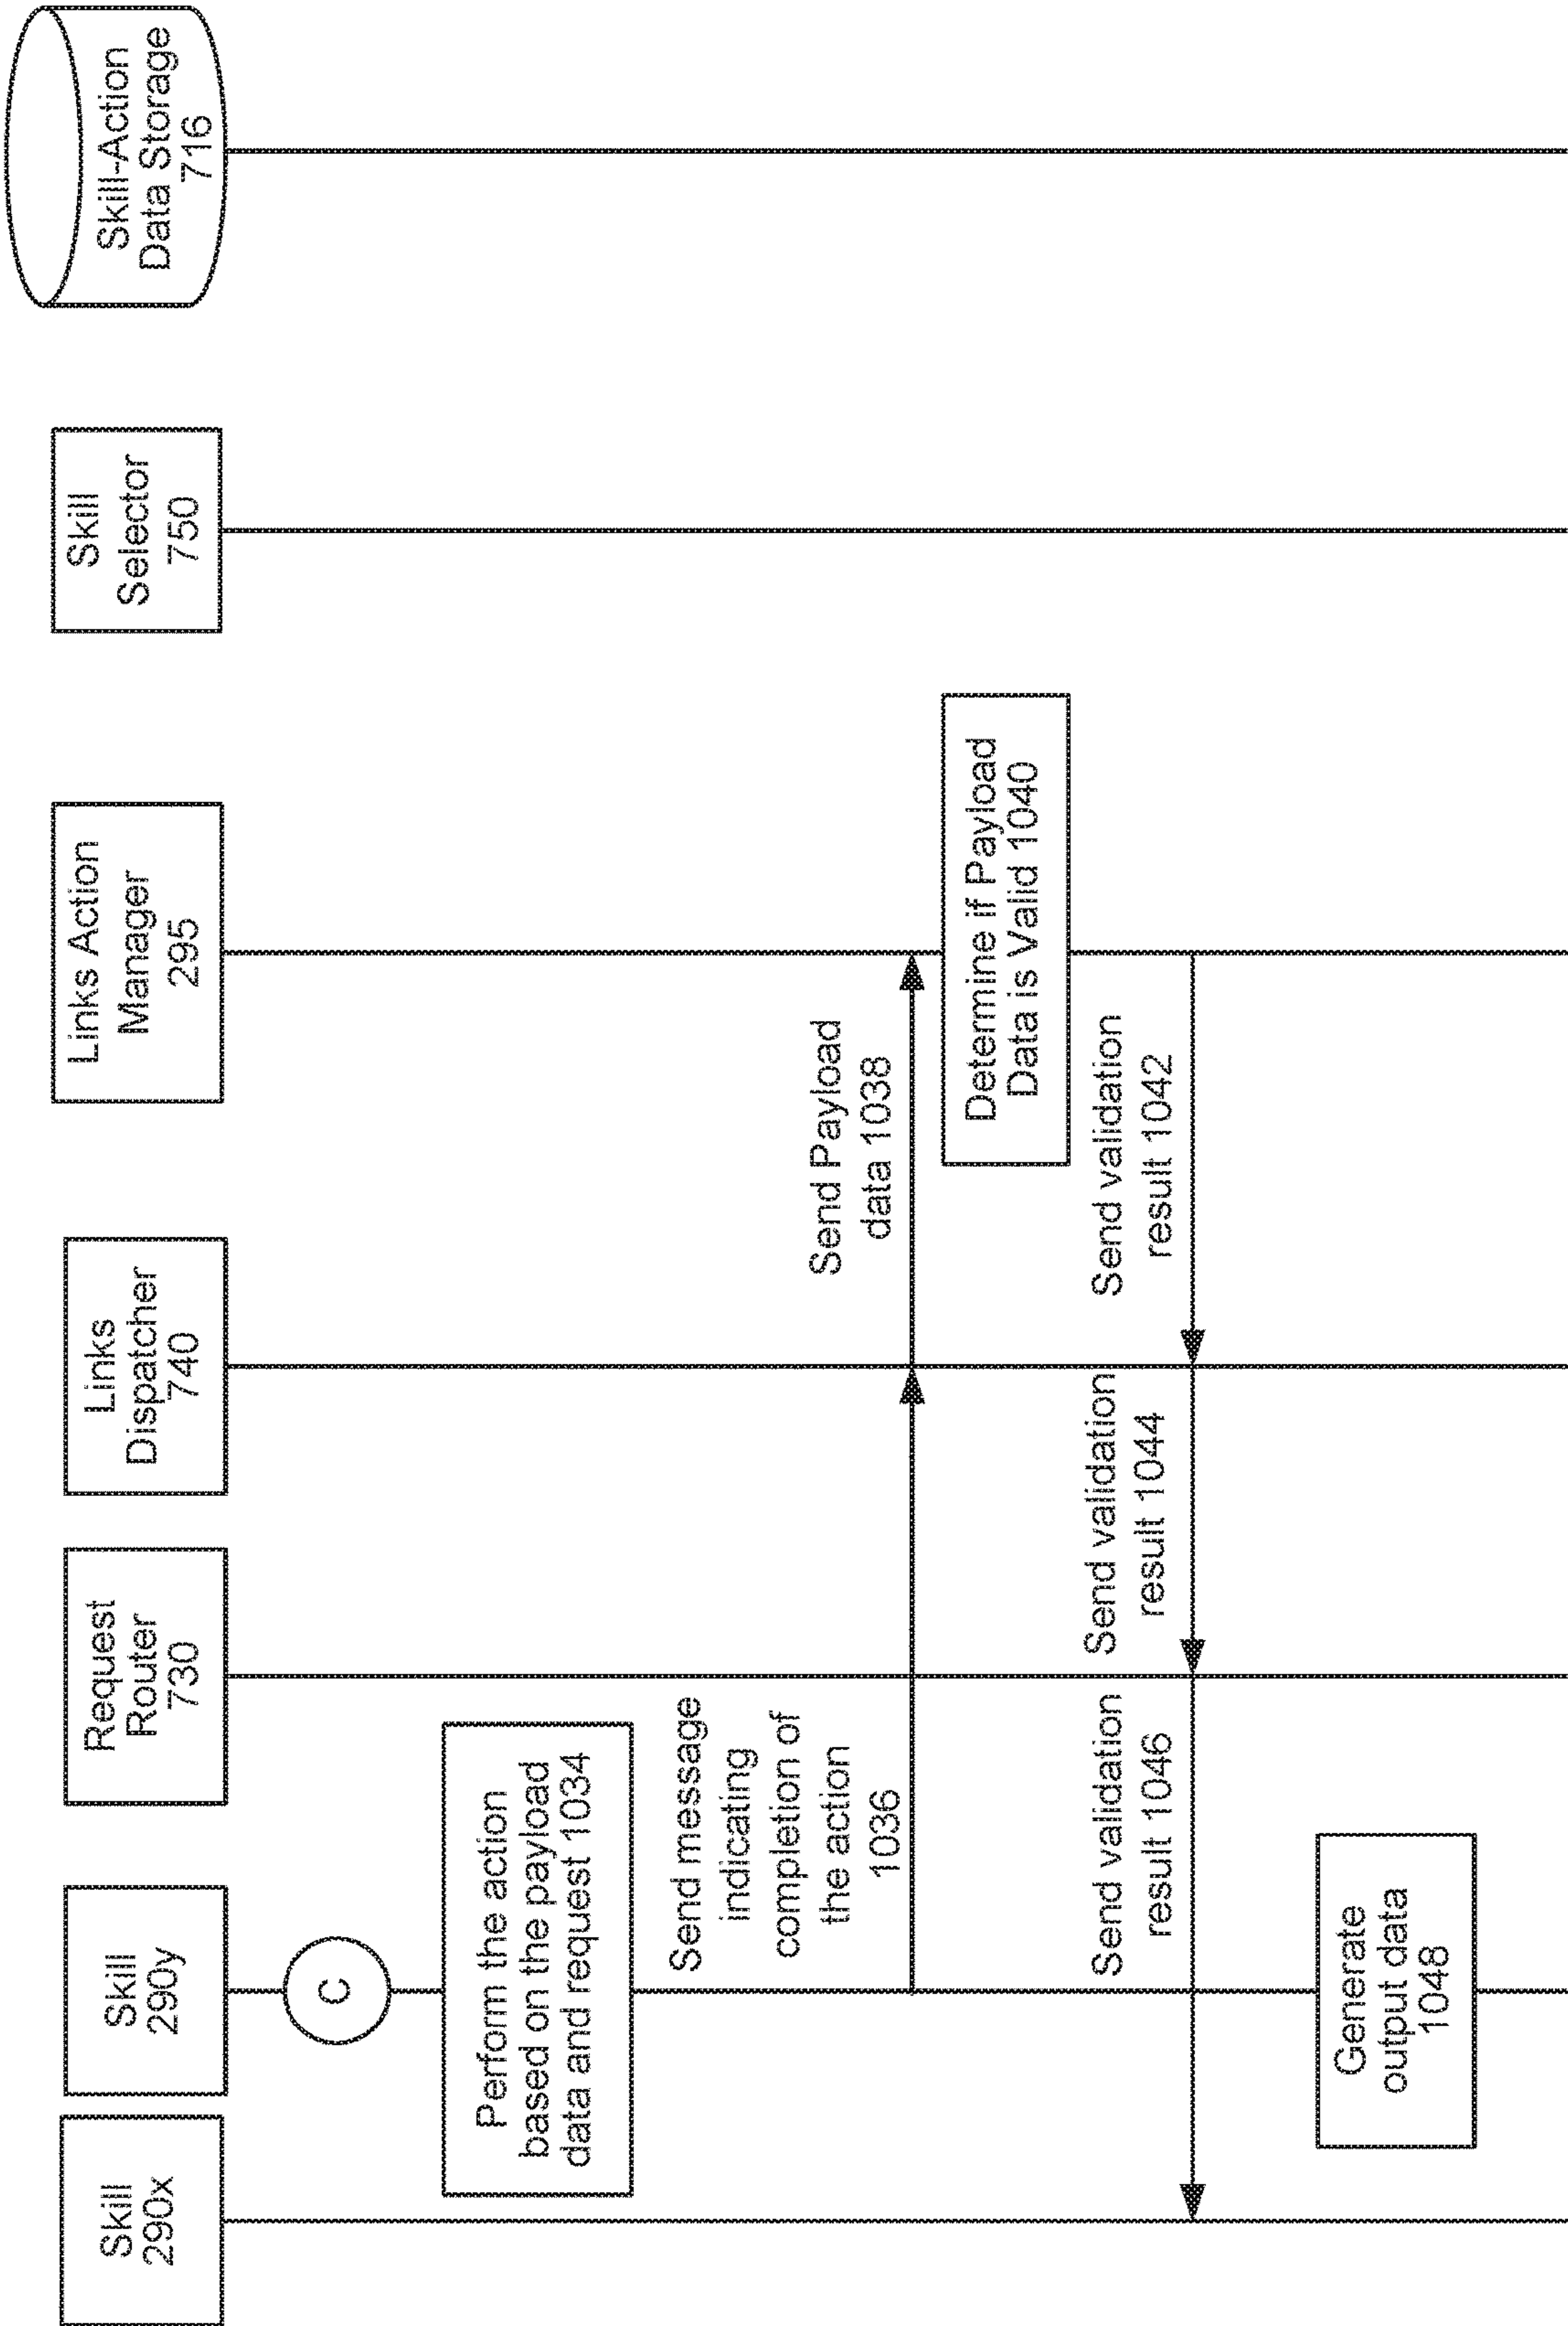 Skill
290x
Skill
290y
Request
Router
730
Links
Dispatcher
740
Links Action
Manager
295
Skill
Selector
750
Skill-Action
Data Storage
716
C
Perform the action
based on the payload
data and request 1034
Send message
indicating
completion of
the action
1036
Send Payload
data 1038
Determine if Payload
Data is Valid 1040
Send validation
result 1042
Send validation
result 1044
Send validation
result 1046
Generate
output data
1048